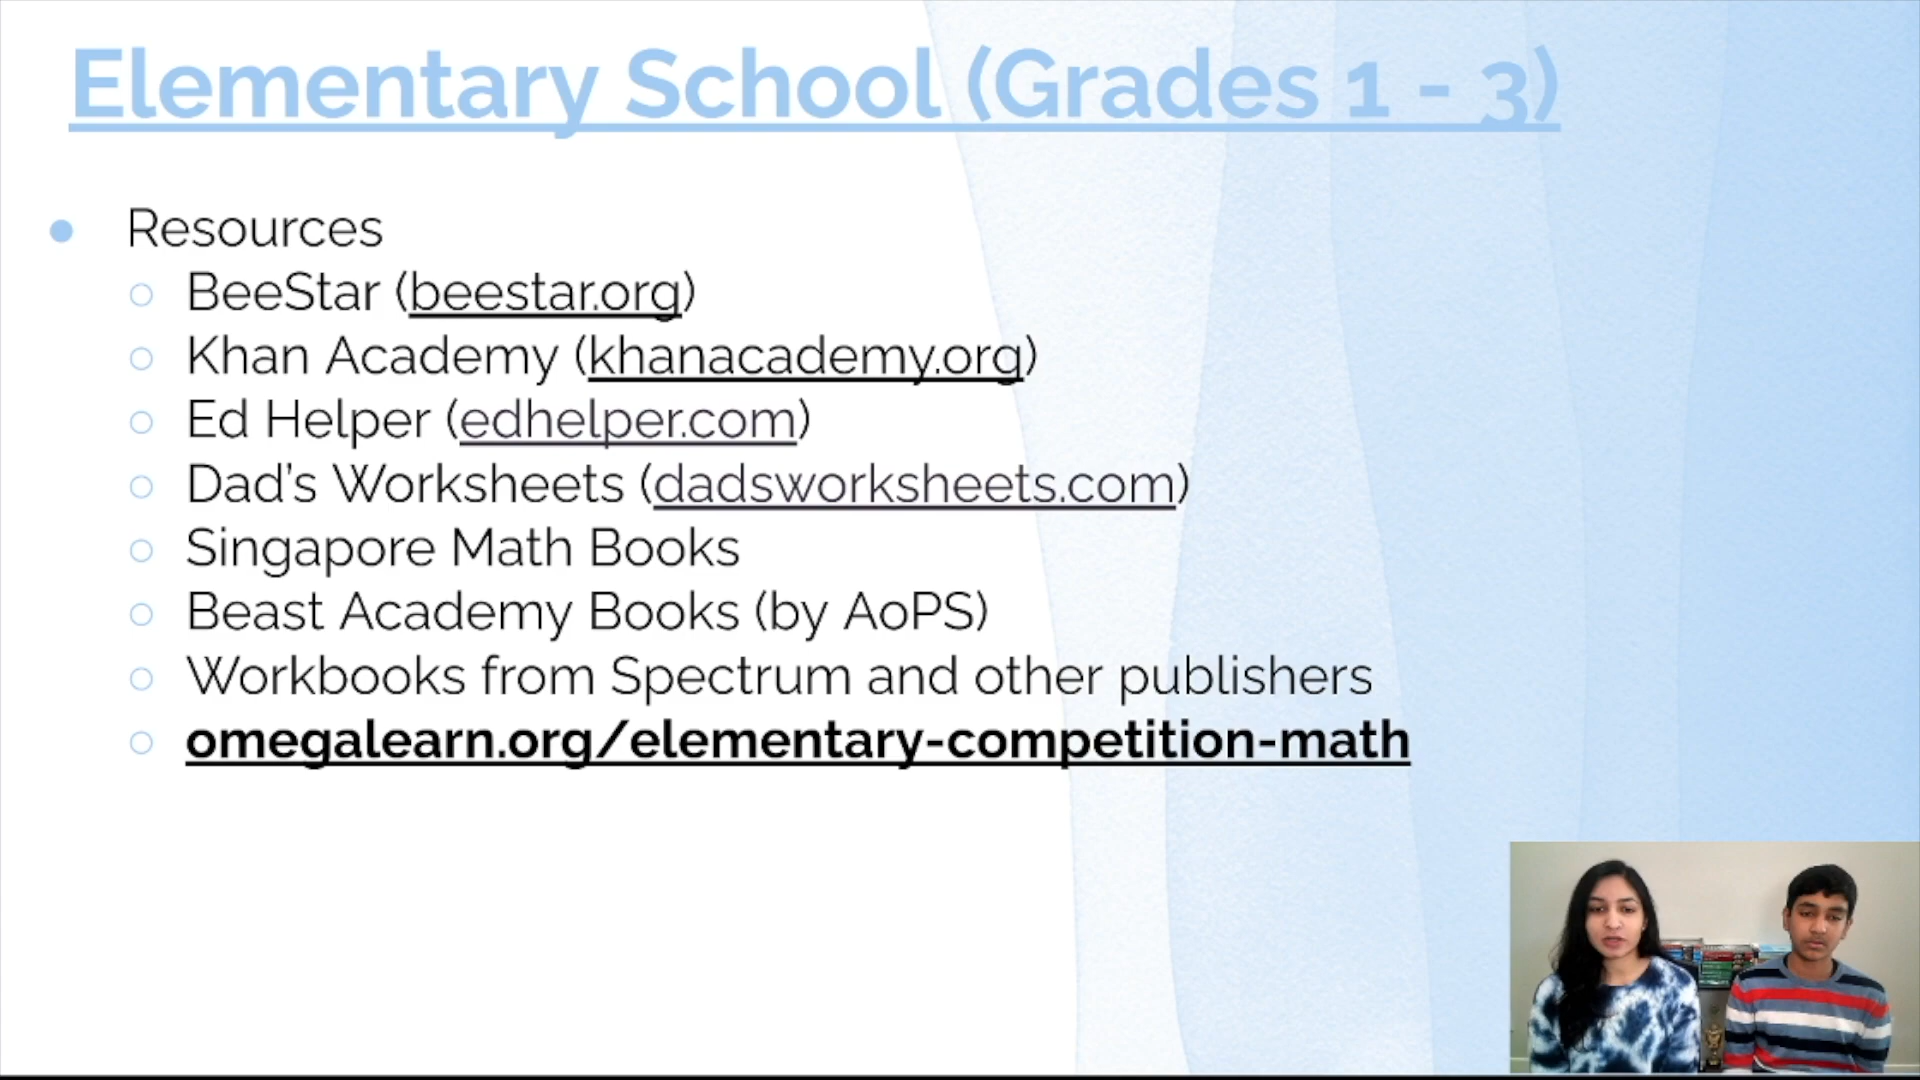 Elementary School (Grades 1 - 3)
Resources
BeeStar (beestar.org)
Khan Academy (khanacademy.org)
Ed Helper (edhelper.com)
Dad's Worksheets (dadsworksheets.com)
Singapore Math Books
Beast Academy Books (by AoPS)
Workbooks from Spectrum and other publishers
omegalearn.org/elementary-competition-math